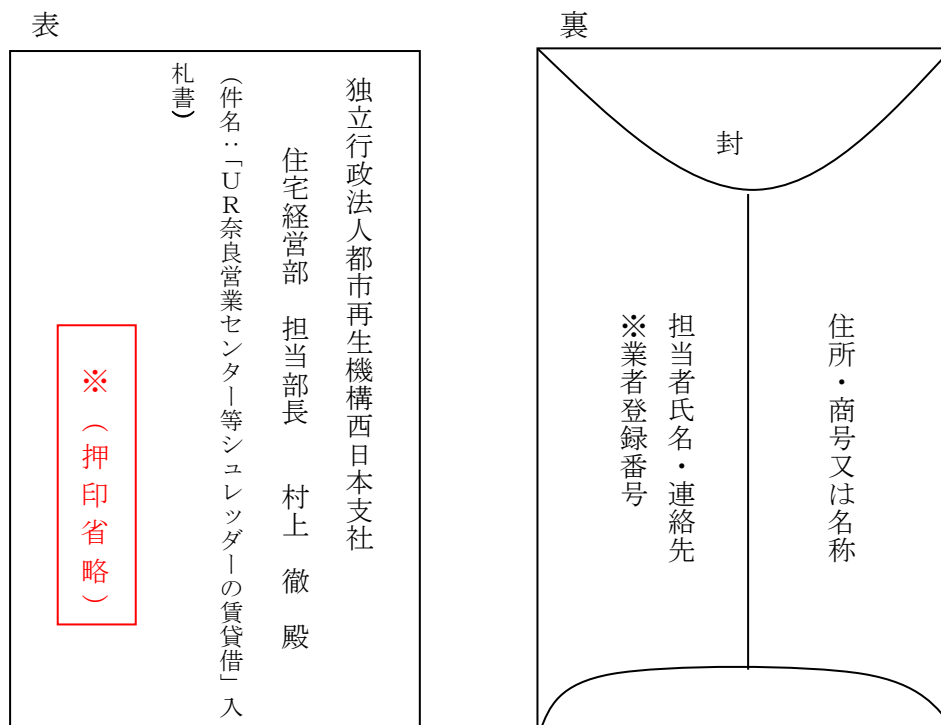 表
独立行政法人都市再生機構西日本支社
住宅経営部　担当部長　　村上　徹　殿
（件名：「ＵＲ奈良営業センター等シュレッダーの賃貸借」入
札書）
※（押印省略）
裏
封
住所・商号又は名称
担当者氏名・連絡先
※業者登録番号